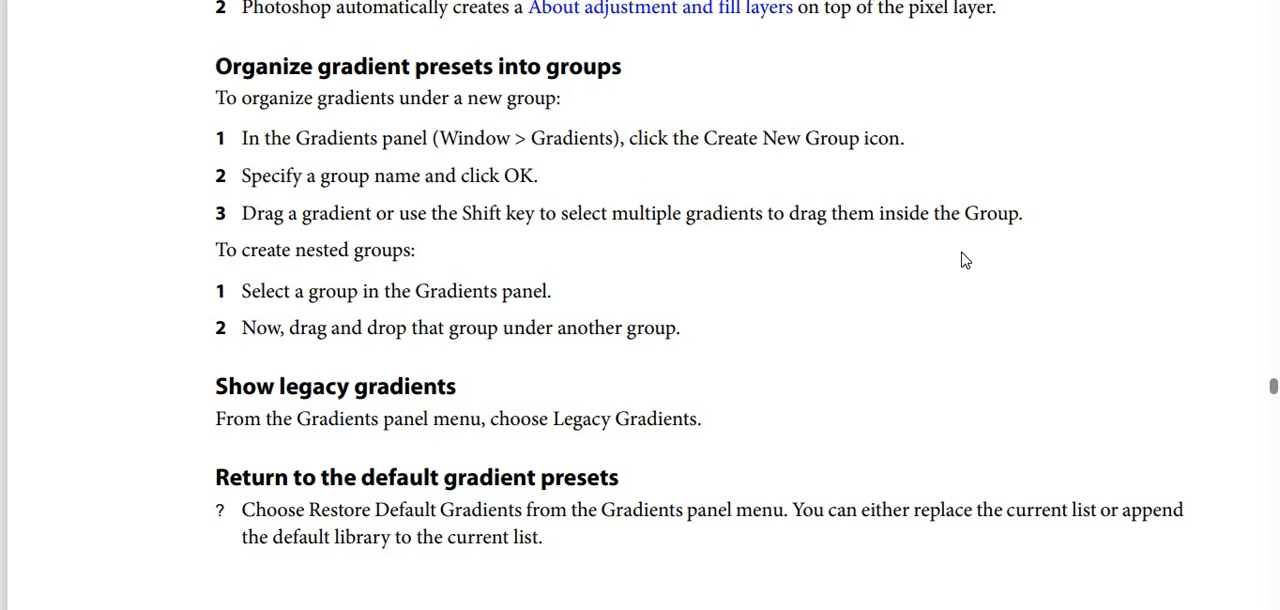 2 Photoshop automatically creates a About adjustment and fill layers on top of the pixel layer.
Organize gradient presets into groups
To organize gradients under a new group:
1 In the Gradients panel (Window > Gradients), click the Create New Group icon.
2 Specify a group name and click OK.
3 Drag a gradient or use the Shift key to select multiple gradients to drag them inside the Group.
To create nested groups:
1 Select a group in the Gradients panel.
2 Now, drag and drop that group under another group.
Show legacy gradients
From the Gradients panel menu, choose Legacy Gradients.
Return to the default gradient presets
? Choose Restore Default Gradients from the Gradients panel menu. You can either replace the current list or append
the default library to the current list.